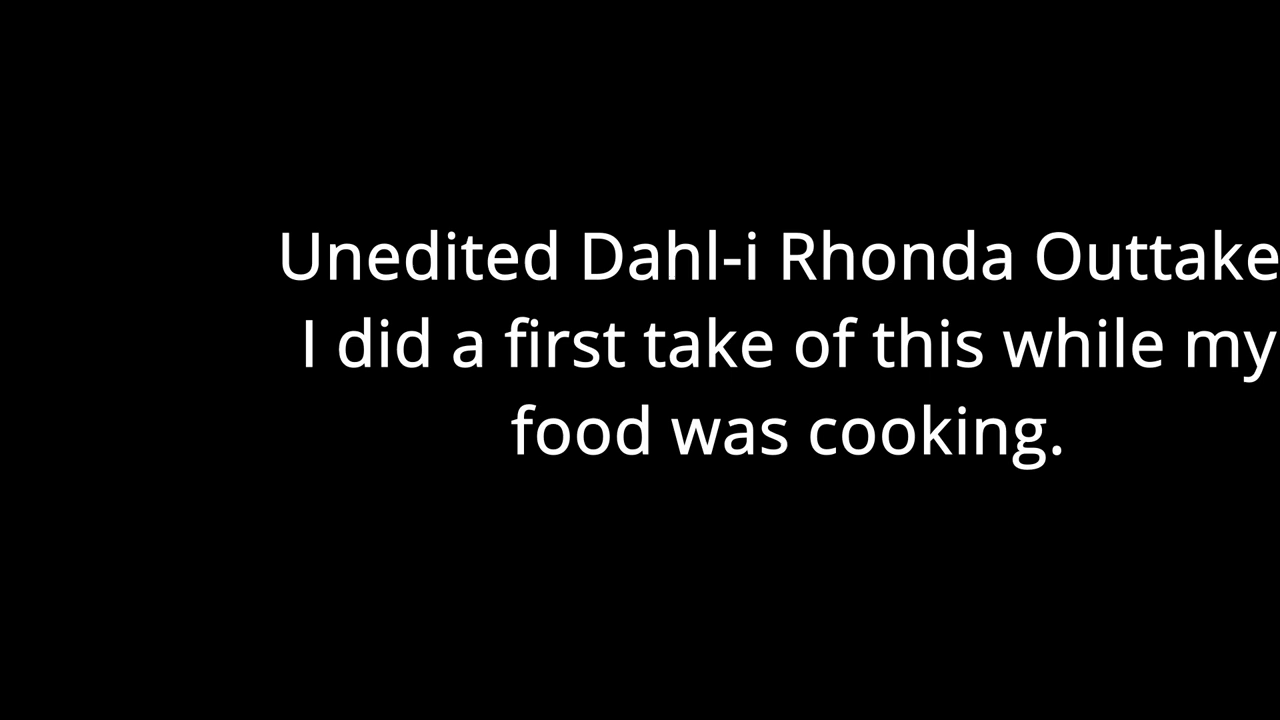 Unedited Dahl-i Rhonda Outtake
I did a first take of this while my
food was cooking.